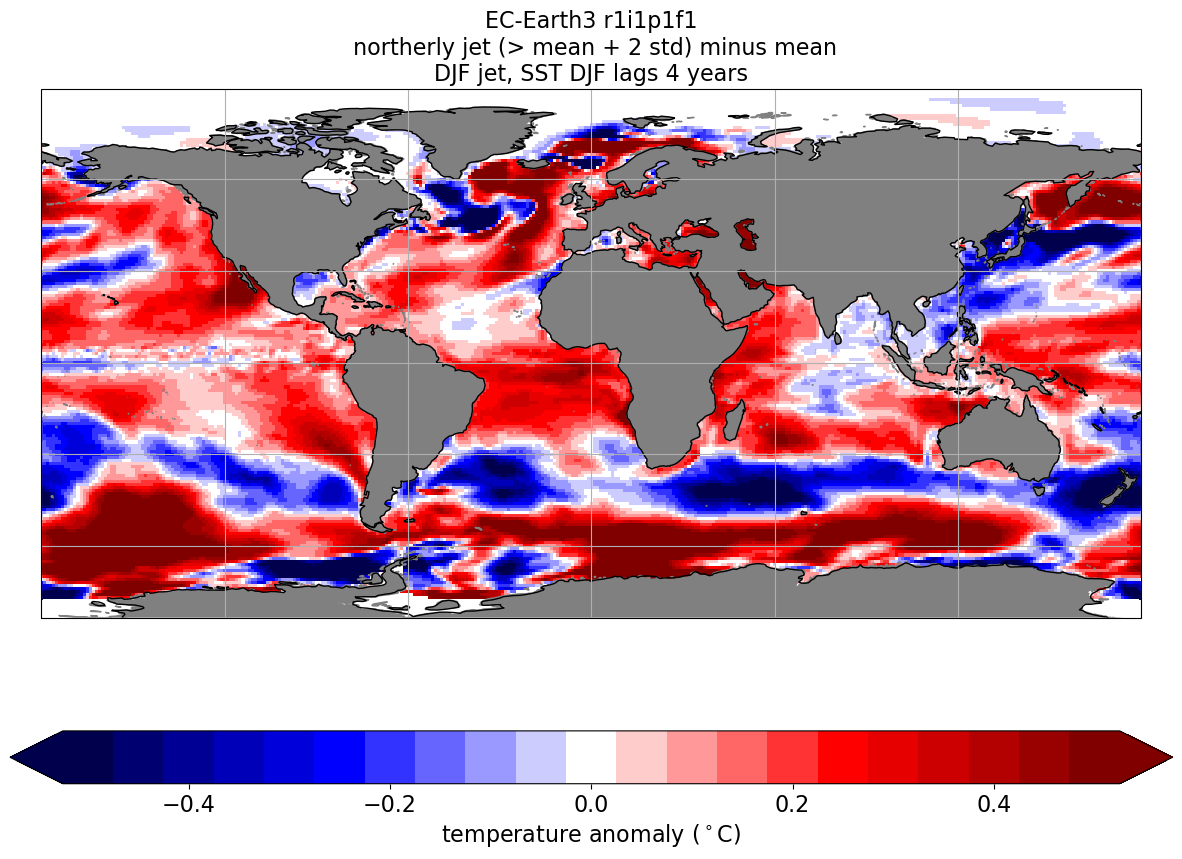 EC-Earth3 r1i1p1f1
northerly jet (> mean + 2 std) minus mean
DJF jet, SST DJF lags 4 years
−0.4 −0.2 0.0 0.2 0.4
temperature anomaly (°C)